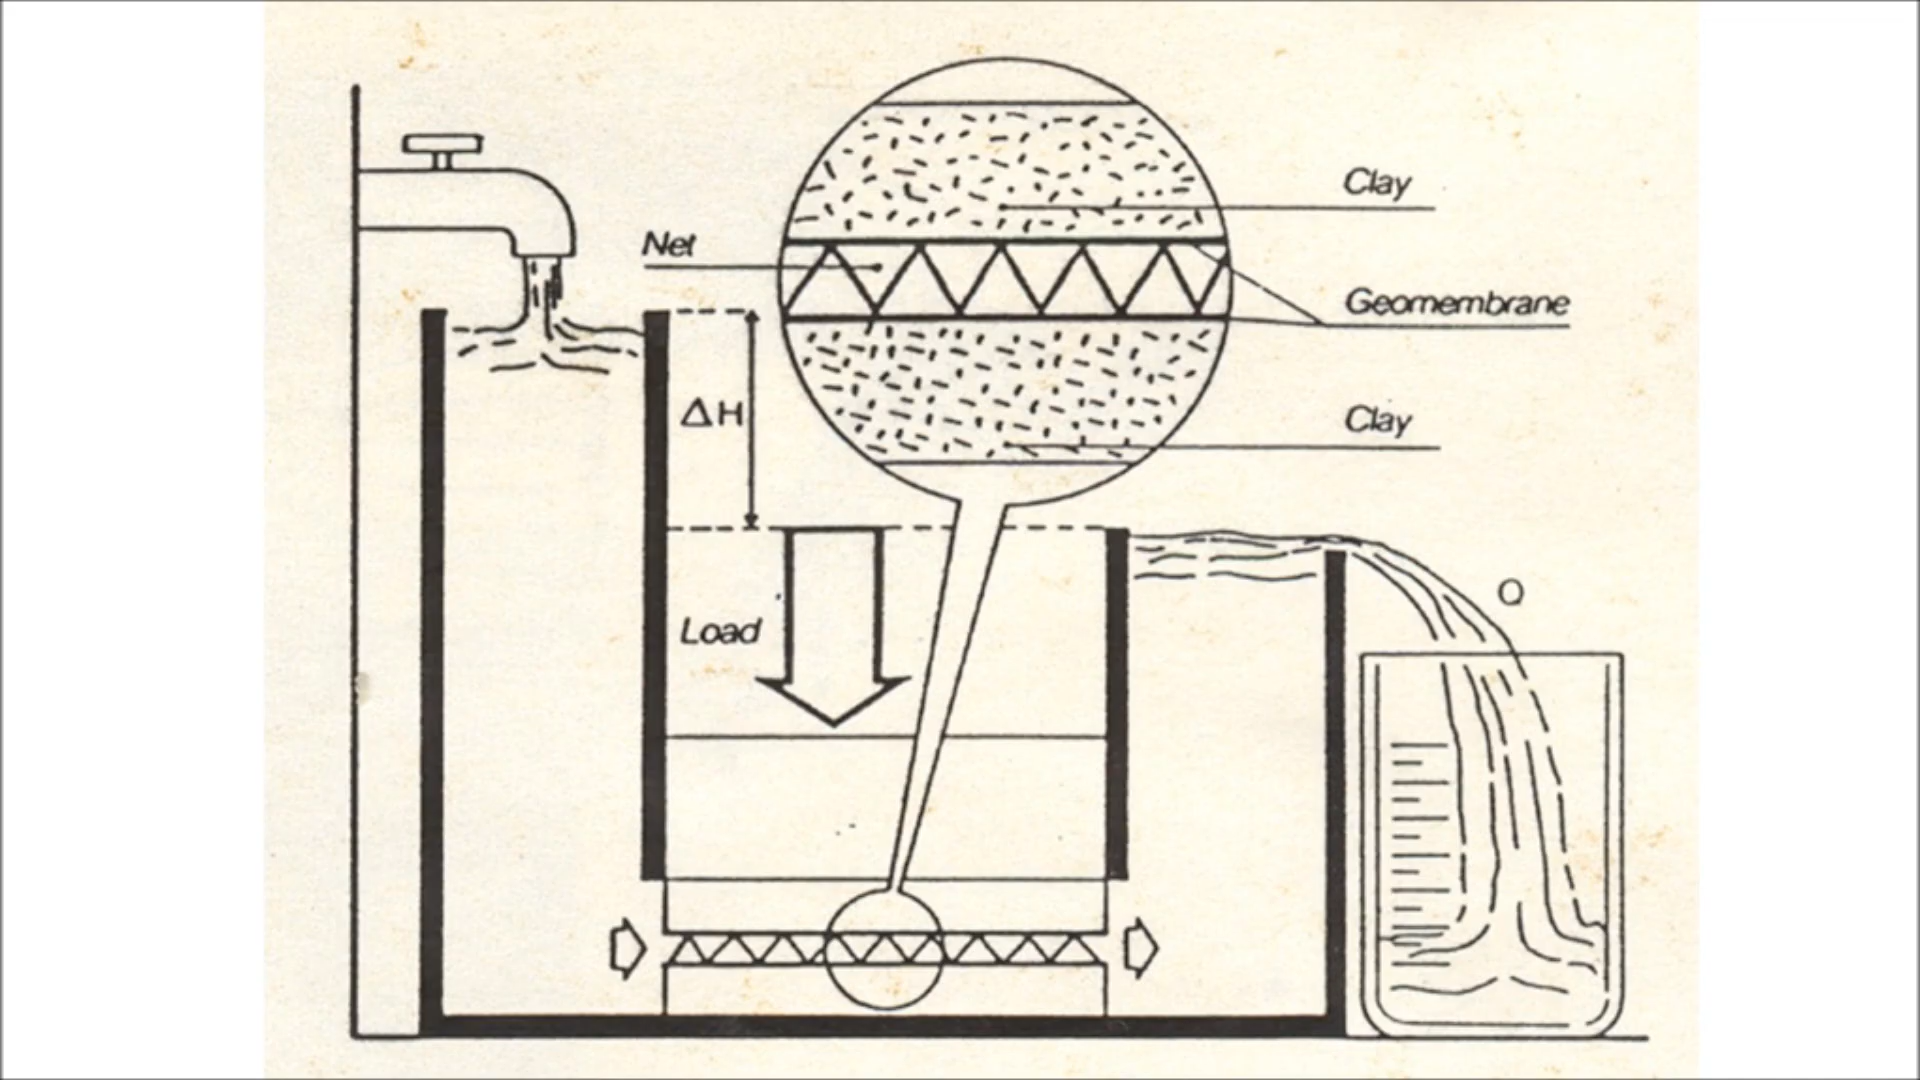 Clay
Net
Geomembrane
ΔH
Clay
Q
Load